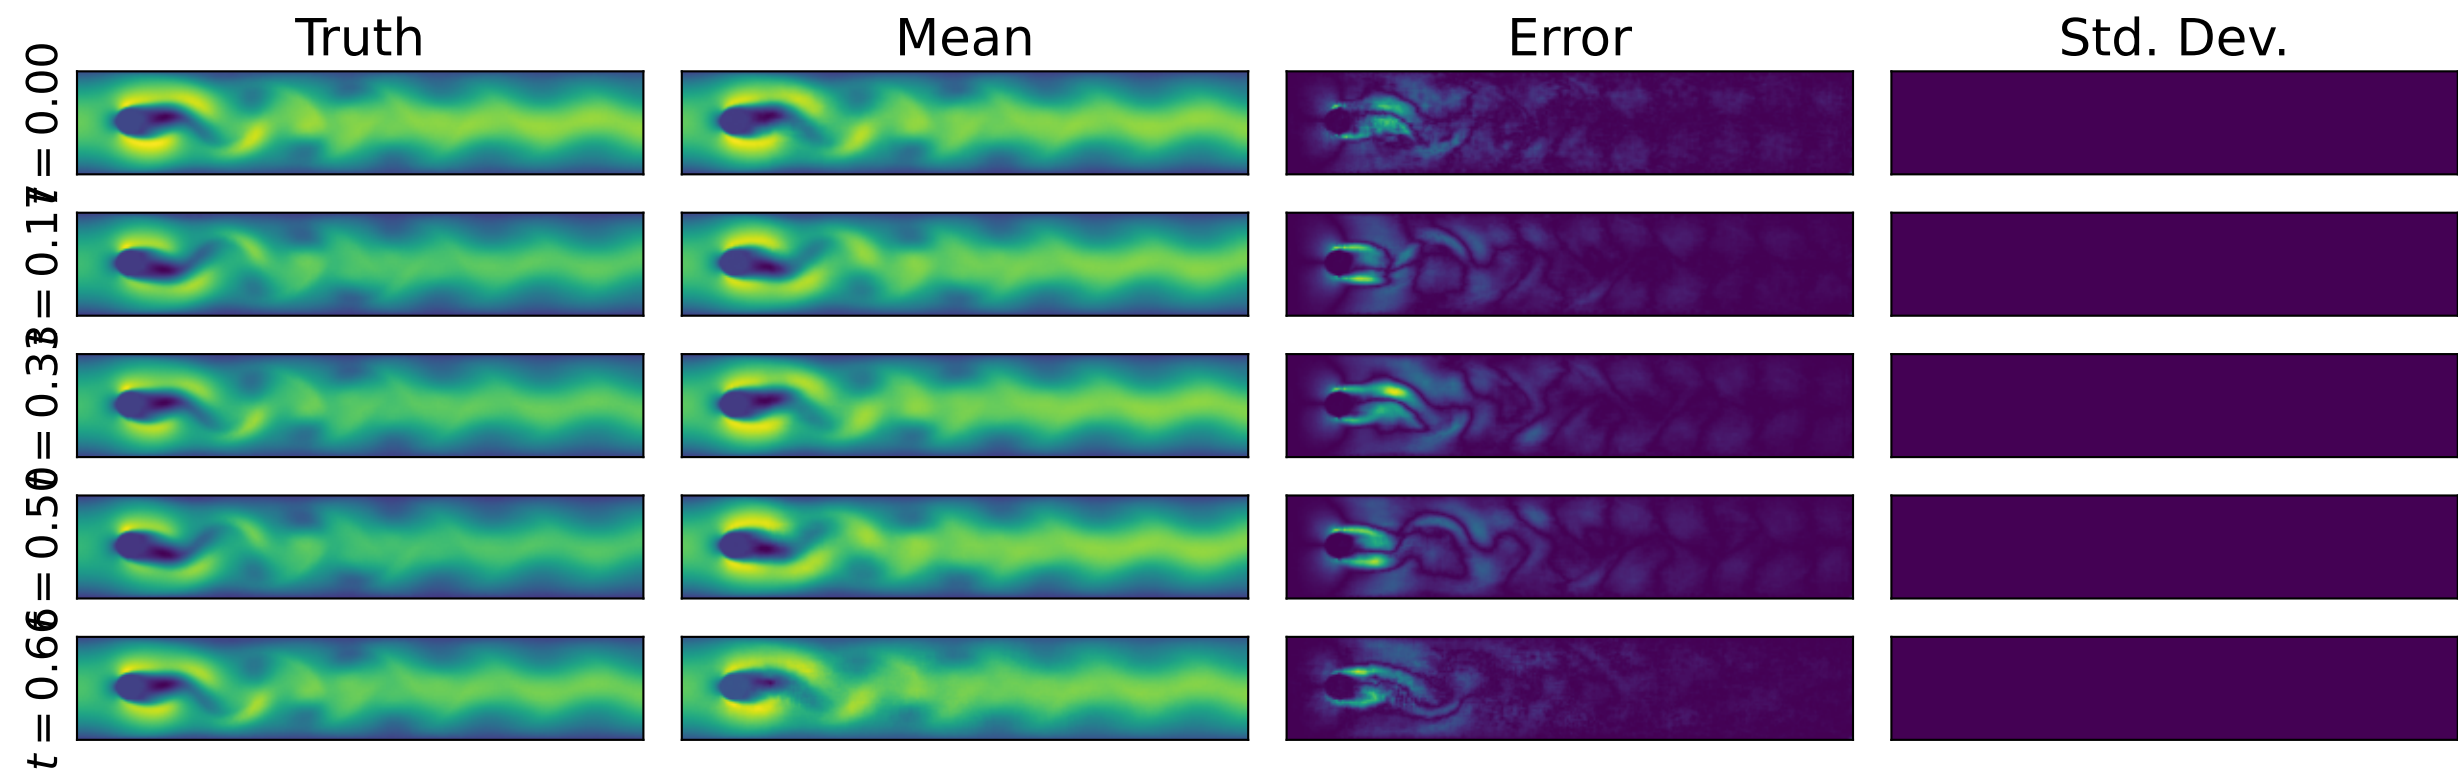 Truth Mean Error Std. Dev.
t = 0.00
t = 0.17
t = 0.33
t = 0.50
t = 0.66